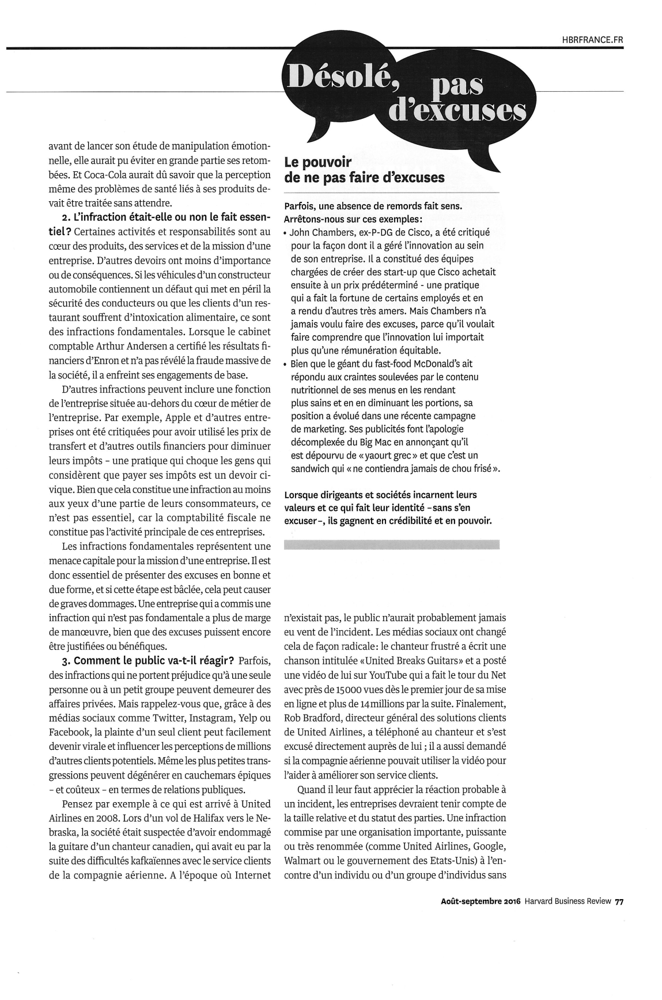 HBRFRANCE.FR
Désolé,
pas
d'excuses
avant de lancer son étude de manipulation émotion-
nelle, elle aurait pu éviter en grande partie ses retom-
bées. Et Coca-Cola aurait dû savoir que la perception
même des problèmes de santé liés à ses produits de-
vait être traitée sans attendre.
2. L'infraction était-elle ou non le fait essen-
tiel? Certaines activités et responsabilités sont au
cœur des produits, des services et de la mission d'une
entreprise. D'autres devoirs ont moins d'importance
ou de conséquences. Si les véhicules d'un constructeur
automobile contiennent un défaut qui met en péril la
sécurité des conducteurs ou que les clients d'un res-
taurant souffrent d'intoxication alimentaire, ce sont
des infractions fondamentales. Lorsque le cabinet
comptable Arthur Andersen a certifié les résultats fi-
nanciers d'Enron et n'a pas révélé la fraude massive de
la société, il a enfreint ses engagements de base.
D'autres infractions peuvent inclure une fonction
de l'entreprise située au-dehors du cœur de métier de
l'entreprise. Par exemple, Apple et d'autres entre-
prises ont été critiquées pour avoir utilisé les prix de
transfert et d'autres outils financiers pour diminuer
leurs impôts – une pratique qui choque les gens qui
considèrent que payer ses impôts est un devoir ci-
vique. Bien que cela constitue une infraction au moins
aux yeux d'une partie de leurs consommateurs, ce
n'est pas essentiel, car la comptabilité fiscale ne
constitue pas l'activité principale de ces entreprises.
Les infractions fondamentales représentent une
menace capitale pour la mission d'une entreprise. Il est
donc essentiel de présenter des excuses en bonne et
due forme, et si cette étape est bâclée, cela peut causer
de graves dommages. Une entreprise qui a commis une
infraction qui n'est pas fondamentale a plus de marge
de manœuvre, bien que des excuses puissent encore
être justifiées ou bénéfiques.
3. Comment le public va-t-il réagir? Parfois,
des infractions qui ne portent préjudice qu'à une seule
personne ou à un petit groupe peuvent demeurer des
affaires privées. Mais rappelez-vous que, grâce à des
médias sociaux comme Twitter, Instagram, Yelp ou
Facebook, la plainte d'un seul client peut facilement
devenir virale et influencer les perceptions de millions
d'autres clients potentiels. Même les plus petites trans-
gressions peuvent dégénérer en cauchemars épiques
– et coûteux – en termes de relations publiques.
Pensez par exemple à ce qui est arrivé à United
Airlines en 2008. Lors d'un vol de Halifax vers le Ne-
braska, la société était suspectée d'avoir endommagé
la guitare d'un chanteur canadien, qui avait eu par la
suite des difficultés kafkaïennes avec le service clients
de la compagnie aérienne. A l'époque où Internet
Le pouvoir
de ne pas faire d'excuses
Parfois, une absence de remords fait sens.
Arrêtons-nous sur ces exemples:
• John Chambers, ex-P-DG de Cisco, a été critiqué
pour la façon dont il a géré l'innovation au sein
de son entreprise. Il a constitué des équipes
chargées de créer des start-up que Cisco achetait
ensuite à un prix prédéterminé - une pratique
qui a fait la fortune de certains employés et en
a rendu d'autres très amers. Mais Chambers n'a
jamais voulu faire des excuses, parce qu'il voulait
faire comprendre que l'innovation lui importait
plus qu'une rémunération équitable.
• Bien que le géant du fast-food McDonald's ait
répondu aux craintes soulevées par le contenu
nutritionnel de ses menus en les rendant
plus sains et en en diminuant les portions, sa
position a évolué dans une récente campagne
de marketing. Ses publicités font l'apologie
décomplexée du Big Mac en annonçant qu'il
est dépourvu de «yaourt grec» et que c'est un
sandwich qui «ne contiendra jamais de chou frisé».
Lorsque dirigeants et sociétés incarnent leurs
valeurs et ce qui fait leur identité –sans s'en
excuser–, ils gagnent en crédibilité et en pouvoir.
n'existait pas, le public n'aurait probablement jamais
eu vent de l'incident. Les médias sociaux ont changé
cela de façon radicale: le chanteur frustré a écrit une
chanson intitulée «United Breaks Guitars» et a posté
une vidéo de lui sur YouTube qui a fait le tour du Net
avec près de 15000 vues dès le premier jour de sa mise
en ligne et plus de 14 millions par la suite. Finalement,
Rob Bradford, directeur général des solutions clients
de United Airlines, a téléphoné au chanteur et s'est
excusé directement auprès de lui ; il a aussi demandé
si la compagnie aérienne pouvait utiliser la vidéo pour
l'aider à améliorer son service clients.
Quand il leur faut apprécier la réaction probable à
un incident, les entreprises devraient tenir compte de
la taille relative et du statut des parties. Une infraction
commise par une organisation importante, puissante
ou très renommée (comme United Airlines, Google,
Walmart ou le gouvernement des Etats-Unis) à l'en-
contre d'un individu ou d'un groupe d'individus sans
Août-septembre 2016 Harvard Business Review 77